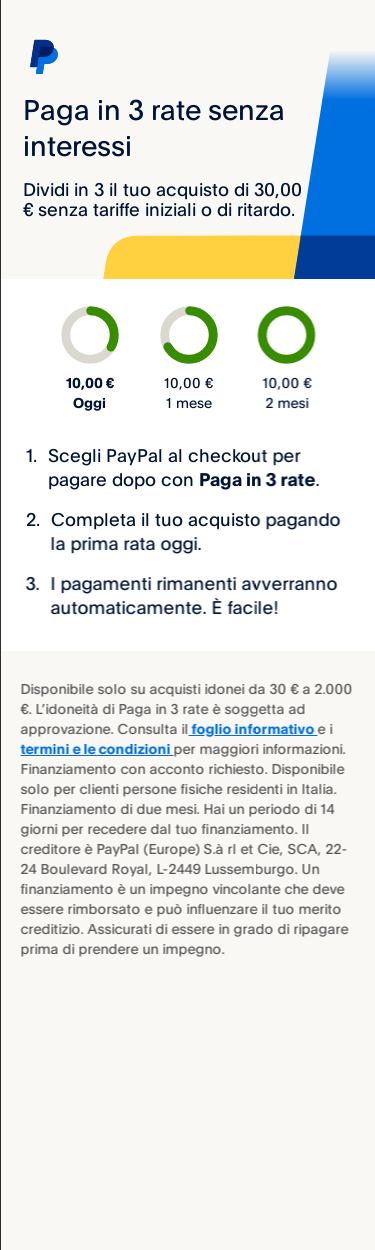 Paga in 3 rate senza
interessi
Dividi in 3 il tuo acquisto di 30,00
€ senza tariffe iniziali o di ritardo.
10,00 € 10,00 € 10,00 €
Oggi 1 mese 2 mesi
1. Scegli PayPal al checkout per
pagare dopo con Paga in 3 rate.
2. Completa il tuo acquisto pagando
la prima rata oggi.
3. I pagamenti rimanenti avverranno
automaticamente. È facile!
Disponibile solo su acquisti idonei da 30 € a 2.000
€. L'idoneità di Paga in 3 rate è soggetta ad
approvazione. Consulta il foglio informativo e i
termini e le condizioni per maggiori informazioni.
Finanziamento con acconto richiesto. Disponibile
solo per clienti persone fisiche residenti in Italia.
Finanziamento di due mesi. Hai un periodo di 14
giorni per recedere dal tuo finanziamento. Il
creditore è PayPal (Europe) S.à rl et Cie, SCA, 22-
24 Boulevard Royal, L-2449 Lussemburgo. Un
finanziamento è un impegno vincolante che deve
essere rimborsato e può influenzare il tuo merito
creditizio. Assicurati di essere in grado di ripagare
prima di prendere un impegno.